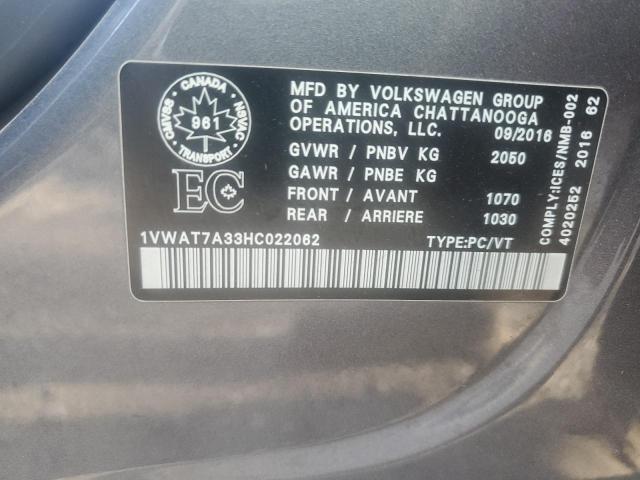 CANADA
CMVSS
NSVAC
961
TRANSPORT
EC
MFD BY VOLKSWAGEN GROUP
OF AMERICA CHATTANOOGA
OPERATIONS, LLC. 09/2016
GVWR / PNBV KG 2050
GAWR / PNBE KG
FRONT / AVANT 1070
REAR / ARRIERE 1030
1VWAT7A33HC022062 TYPE:PC/VT
COMPLY:ICES/NMB-002
4020252 2016 62